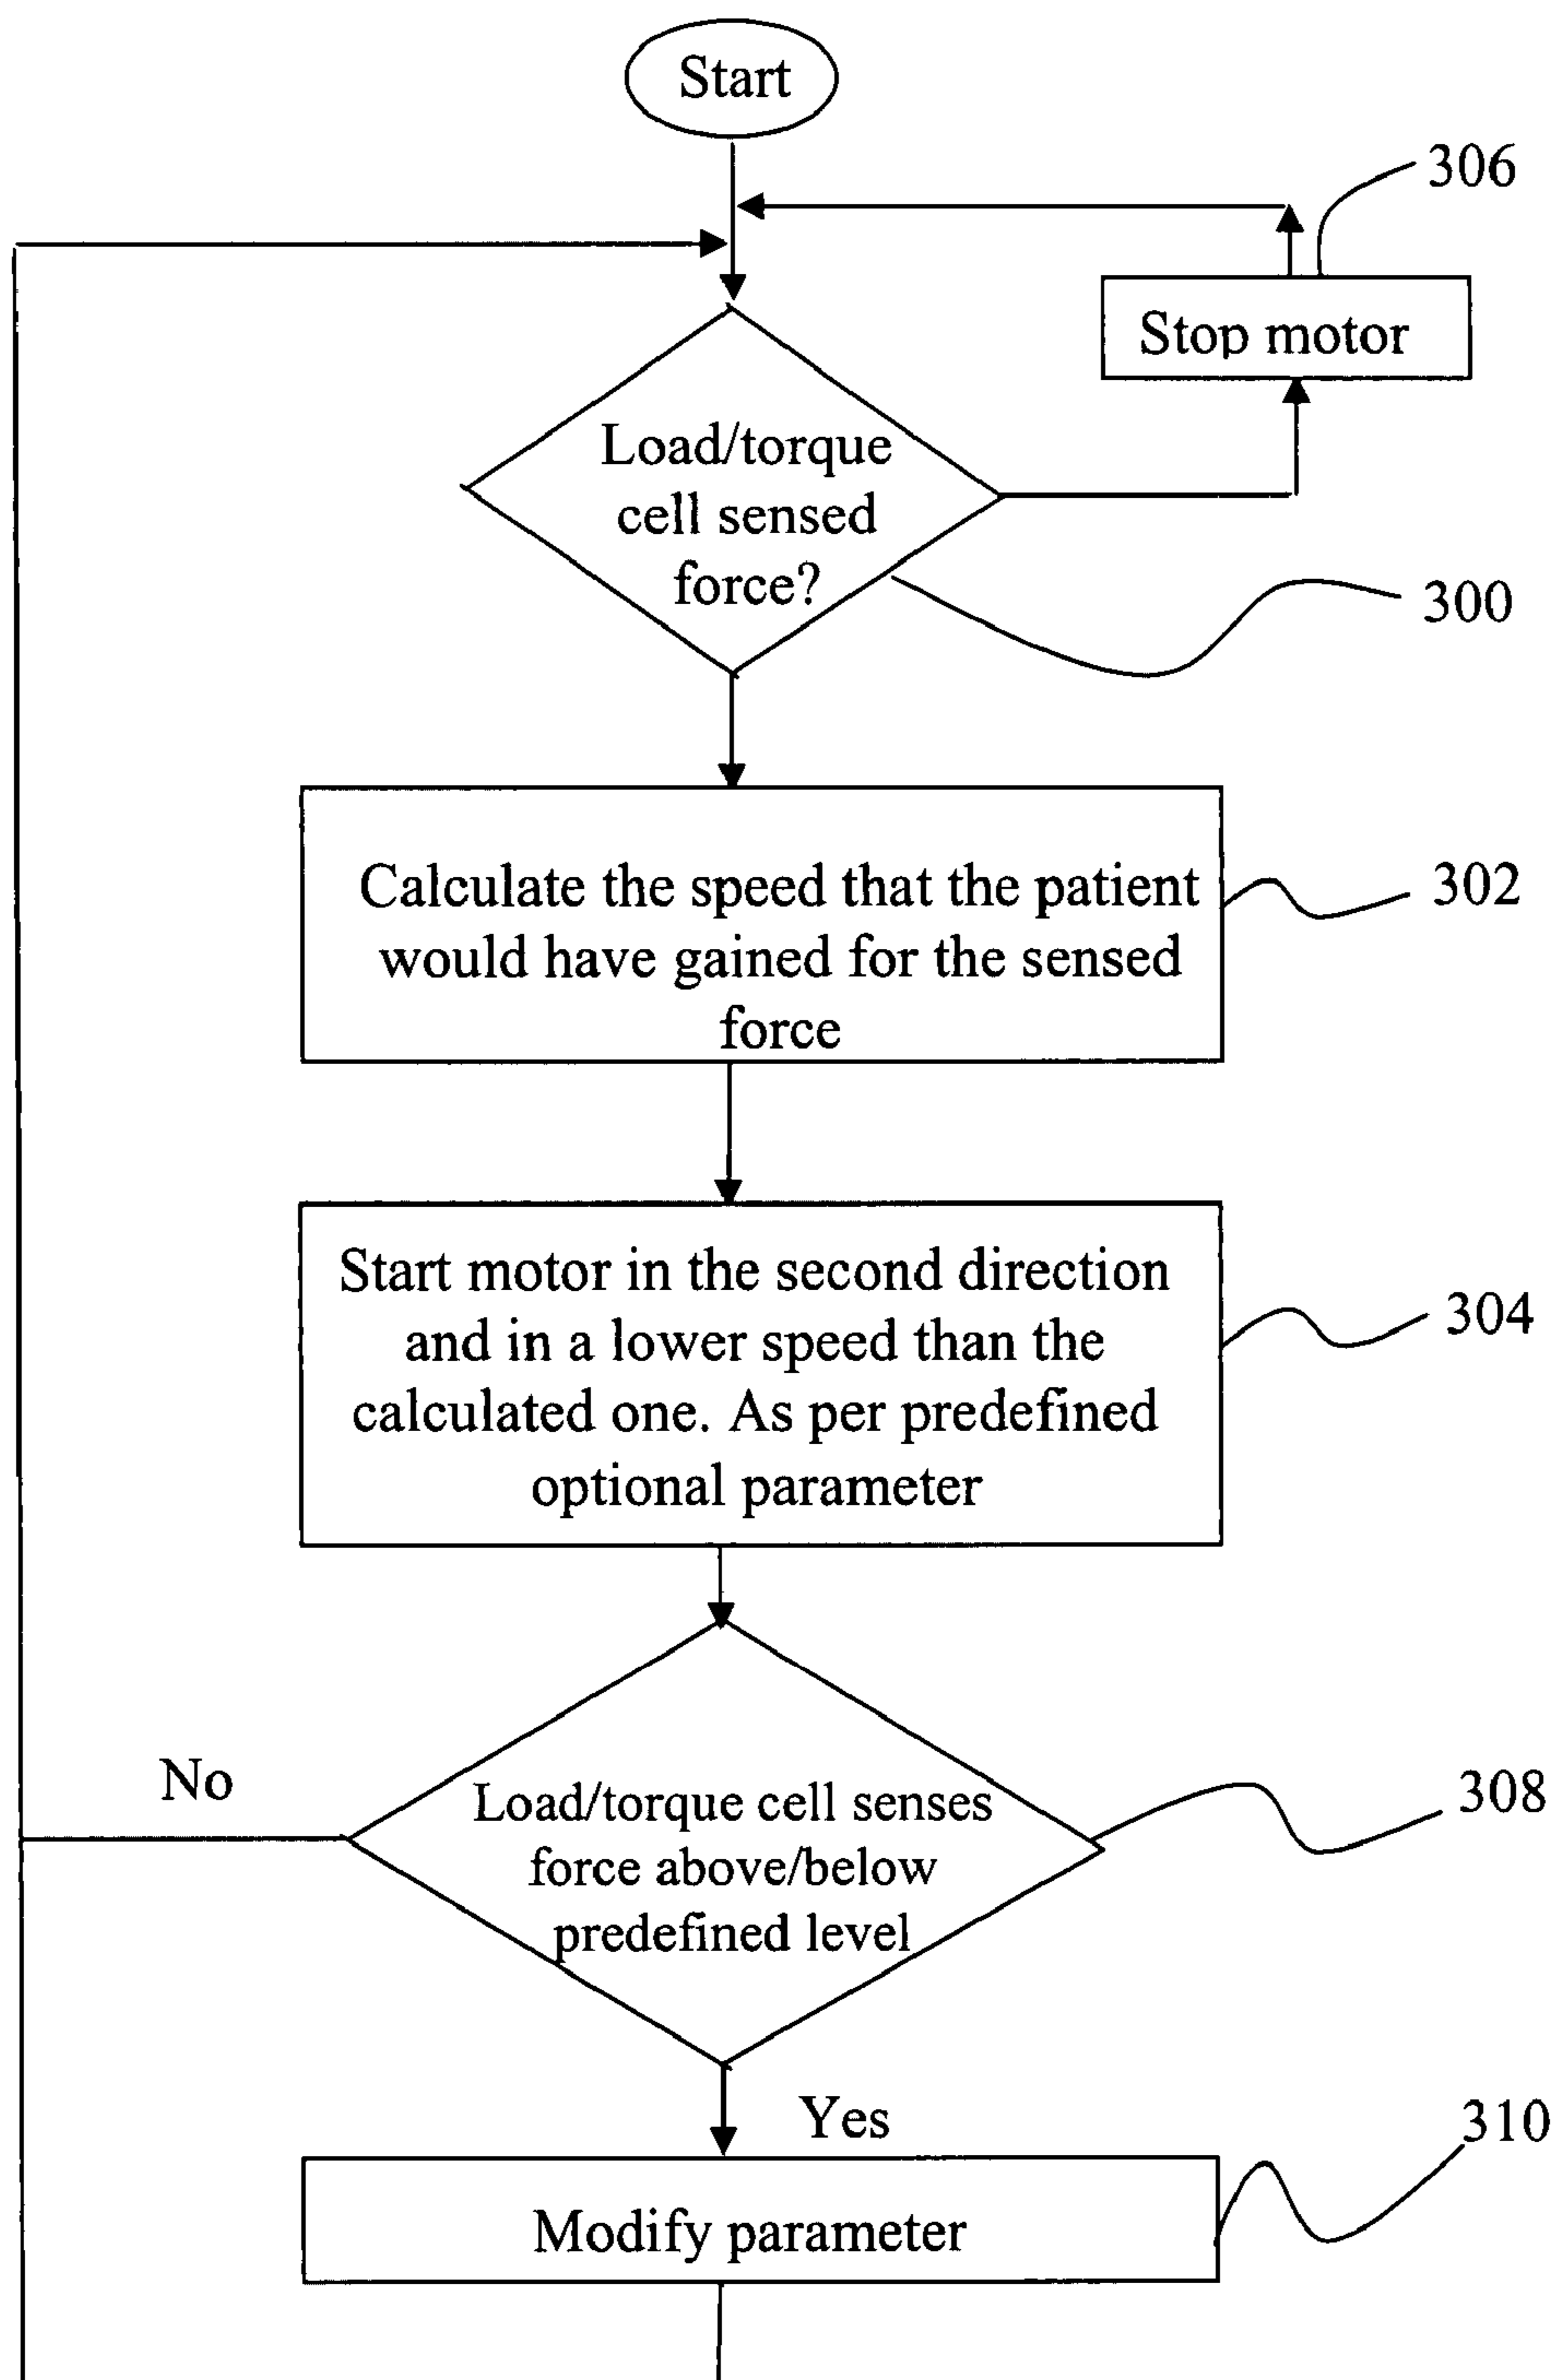 Start
306
Stop motor
Load/torque
cell sensed
force?
300
Calculate the speed that the patient
would have gained for the sensed
force
302
Start motor in the second direction
and in a lower speed than the
calculated one. As per predefined
optional parameter
304
No
Load/torque cell senses
force above/below
predefined level
308
Yes
310
Modify parameter